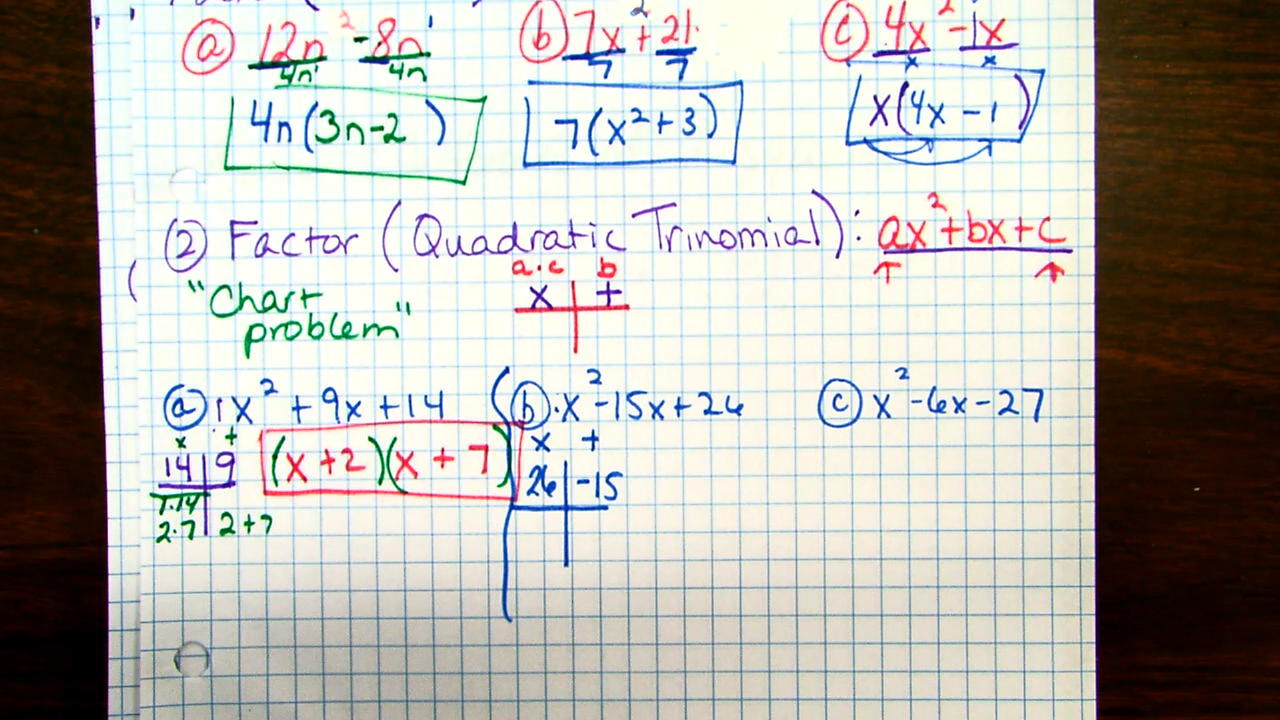 ⓐ 12n² - 8n¹ ⓑ 7x² + 21 ⓒ 4x² - 1x
4n¹ 4n 7 7 x x
4n(3n-2) 7(x²+3) x(4x-1)
② Factor (Quadratic Trinomial): ax²+bx+c
"Chart problem" a·c b
x +
ⓐ 1x² + 9x + 14 ⓑ x² - 15x + 26 ⓒ x² - 6x - 27
x + (x + 2)(x + 7) x +
14 9 26 -15
1·14
2·7 2+7